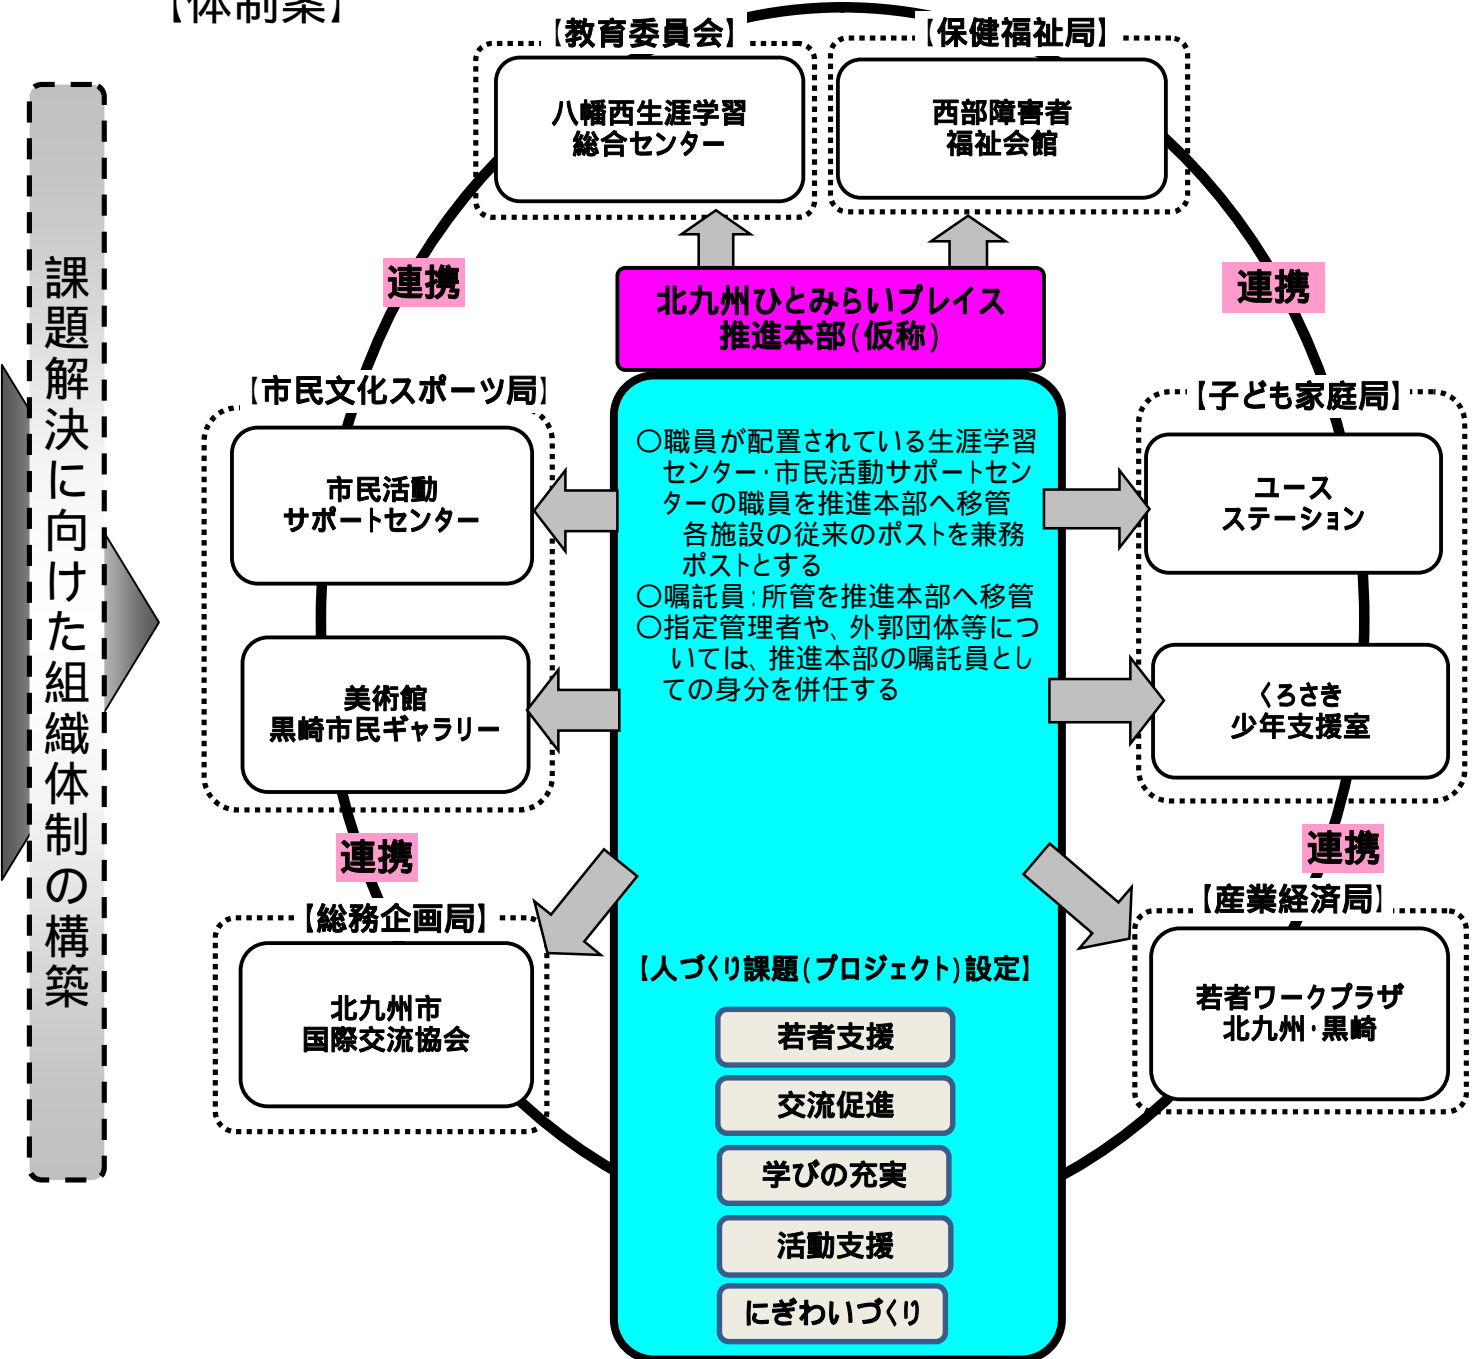 【体制案】
課題解決に向けた組織体制の構築
【教育委員会】
八幡西生涯学習
総合センター
【保健福祉局】
西部障害者
福祉会館
連携
連携
北九州ひとみらいプレイス
推進本部(仮称)
【市民文化スポーツ局】
市民活動
サポートセンター
美術館
黒崎市民ギャラリー
【子ども家庭局】
ユース
ステーション
くろさき
少年支援室
○職員が配置されている生涯学習
センター・市民活動サポートセン
ターの職員を推進本部へ移管
各施設の従来のポストを兼務
ポストとする
○嘱託員:所管を推進本部へ移管
○指定管理者や、外郭団体等につ
いては、推進本部の嘱託員とし
ての身分を併任する
連携
連携
【総務企画局】
北九州市
国際交流協会
【産業経済局】
若者ワークプラザ
北九州・黒崎
【人づくり課題(プロジェクト)設定】
若者支援
交流促進
学びの充実
活動支援
にぎわいづくり